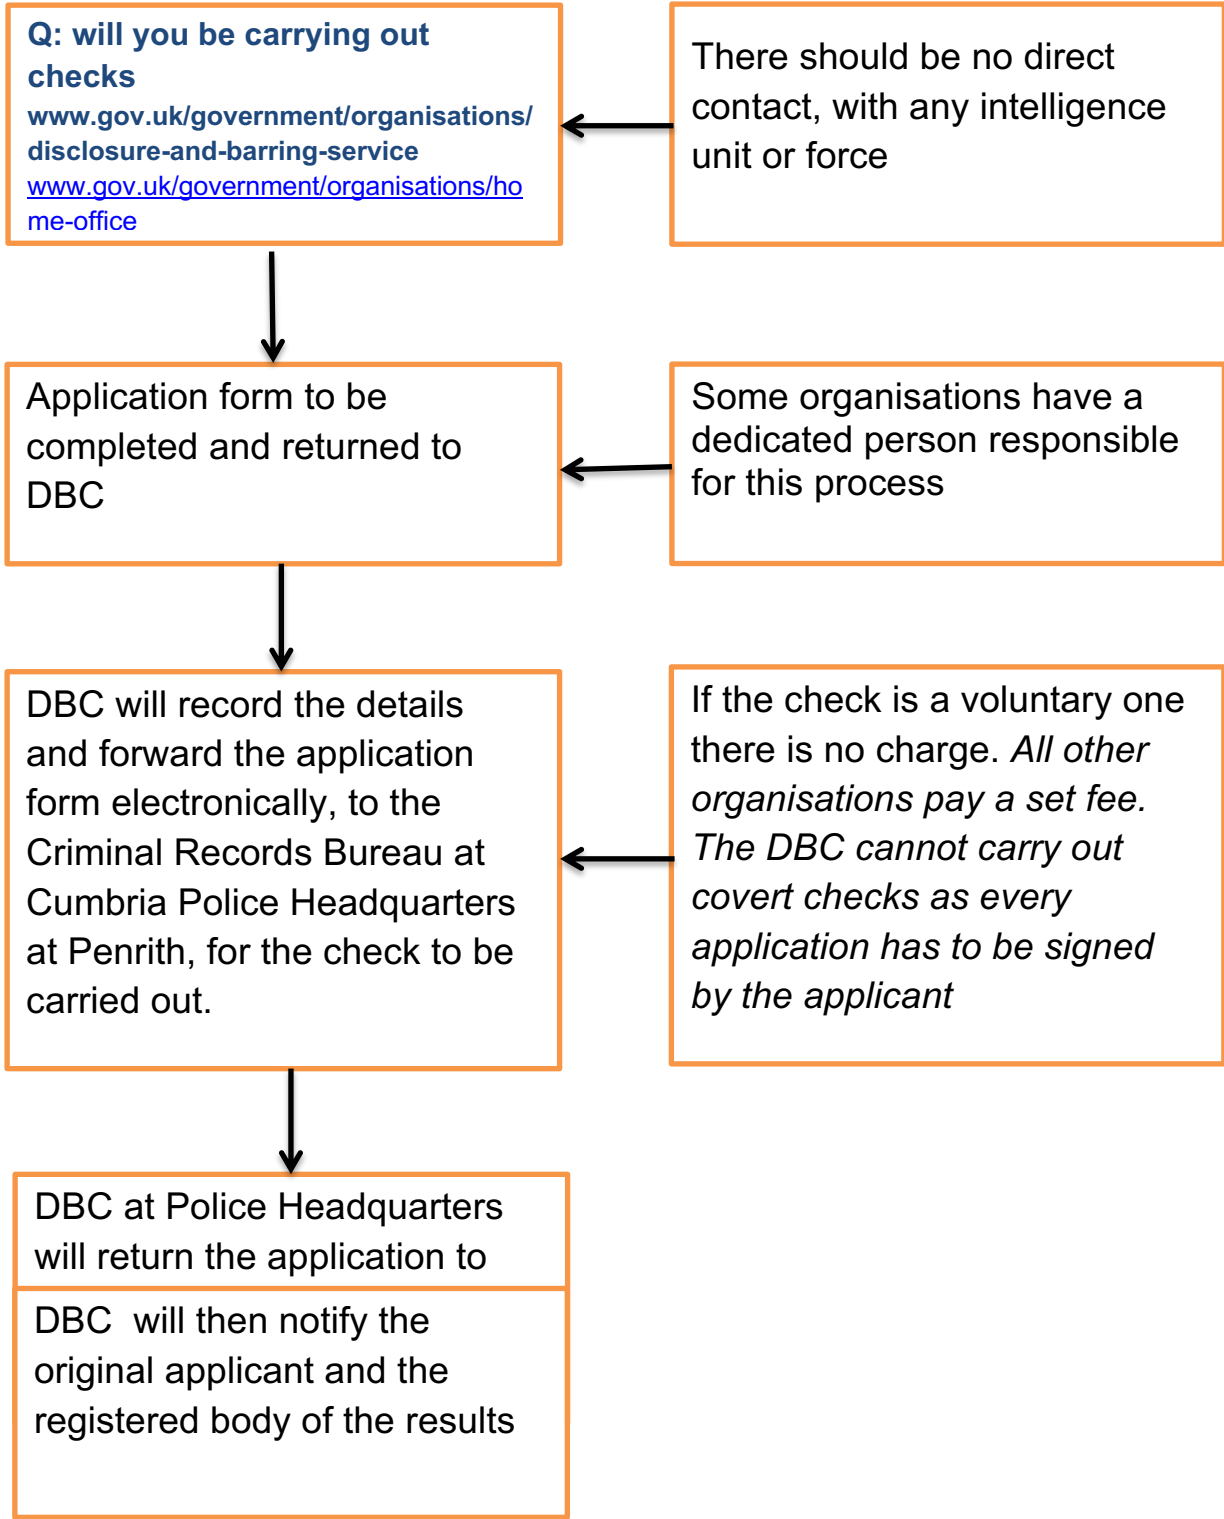 Q: will you be carrying out
checks
www.gov.uk/government/organisations/
disclosure-and-barring-service
www.gov.uk/government/organisations/ho
me-office
There should be no direct
contact, with any intelligence
unit or force
Application form to be
completed and returned to
DBC
Some organisations have a
dedicated person responsible
for this process
DBC will record the details
and forward the application
form electronically, to the
Criminal Records Bureau at
Cumbria Police Headquarters
at Penrith, for the check to be
carried out.
If the check is a voluntary one
there is no charge. All other
organisations pay a set fee.
The DBC cannot carry out
covert checks as every
application has to be signed
by the applicant
DBC at Police Headquarters
will return the application to
DBC  will then notify the
original applicant and the
registered body of the results